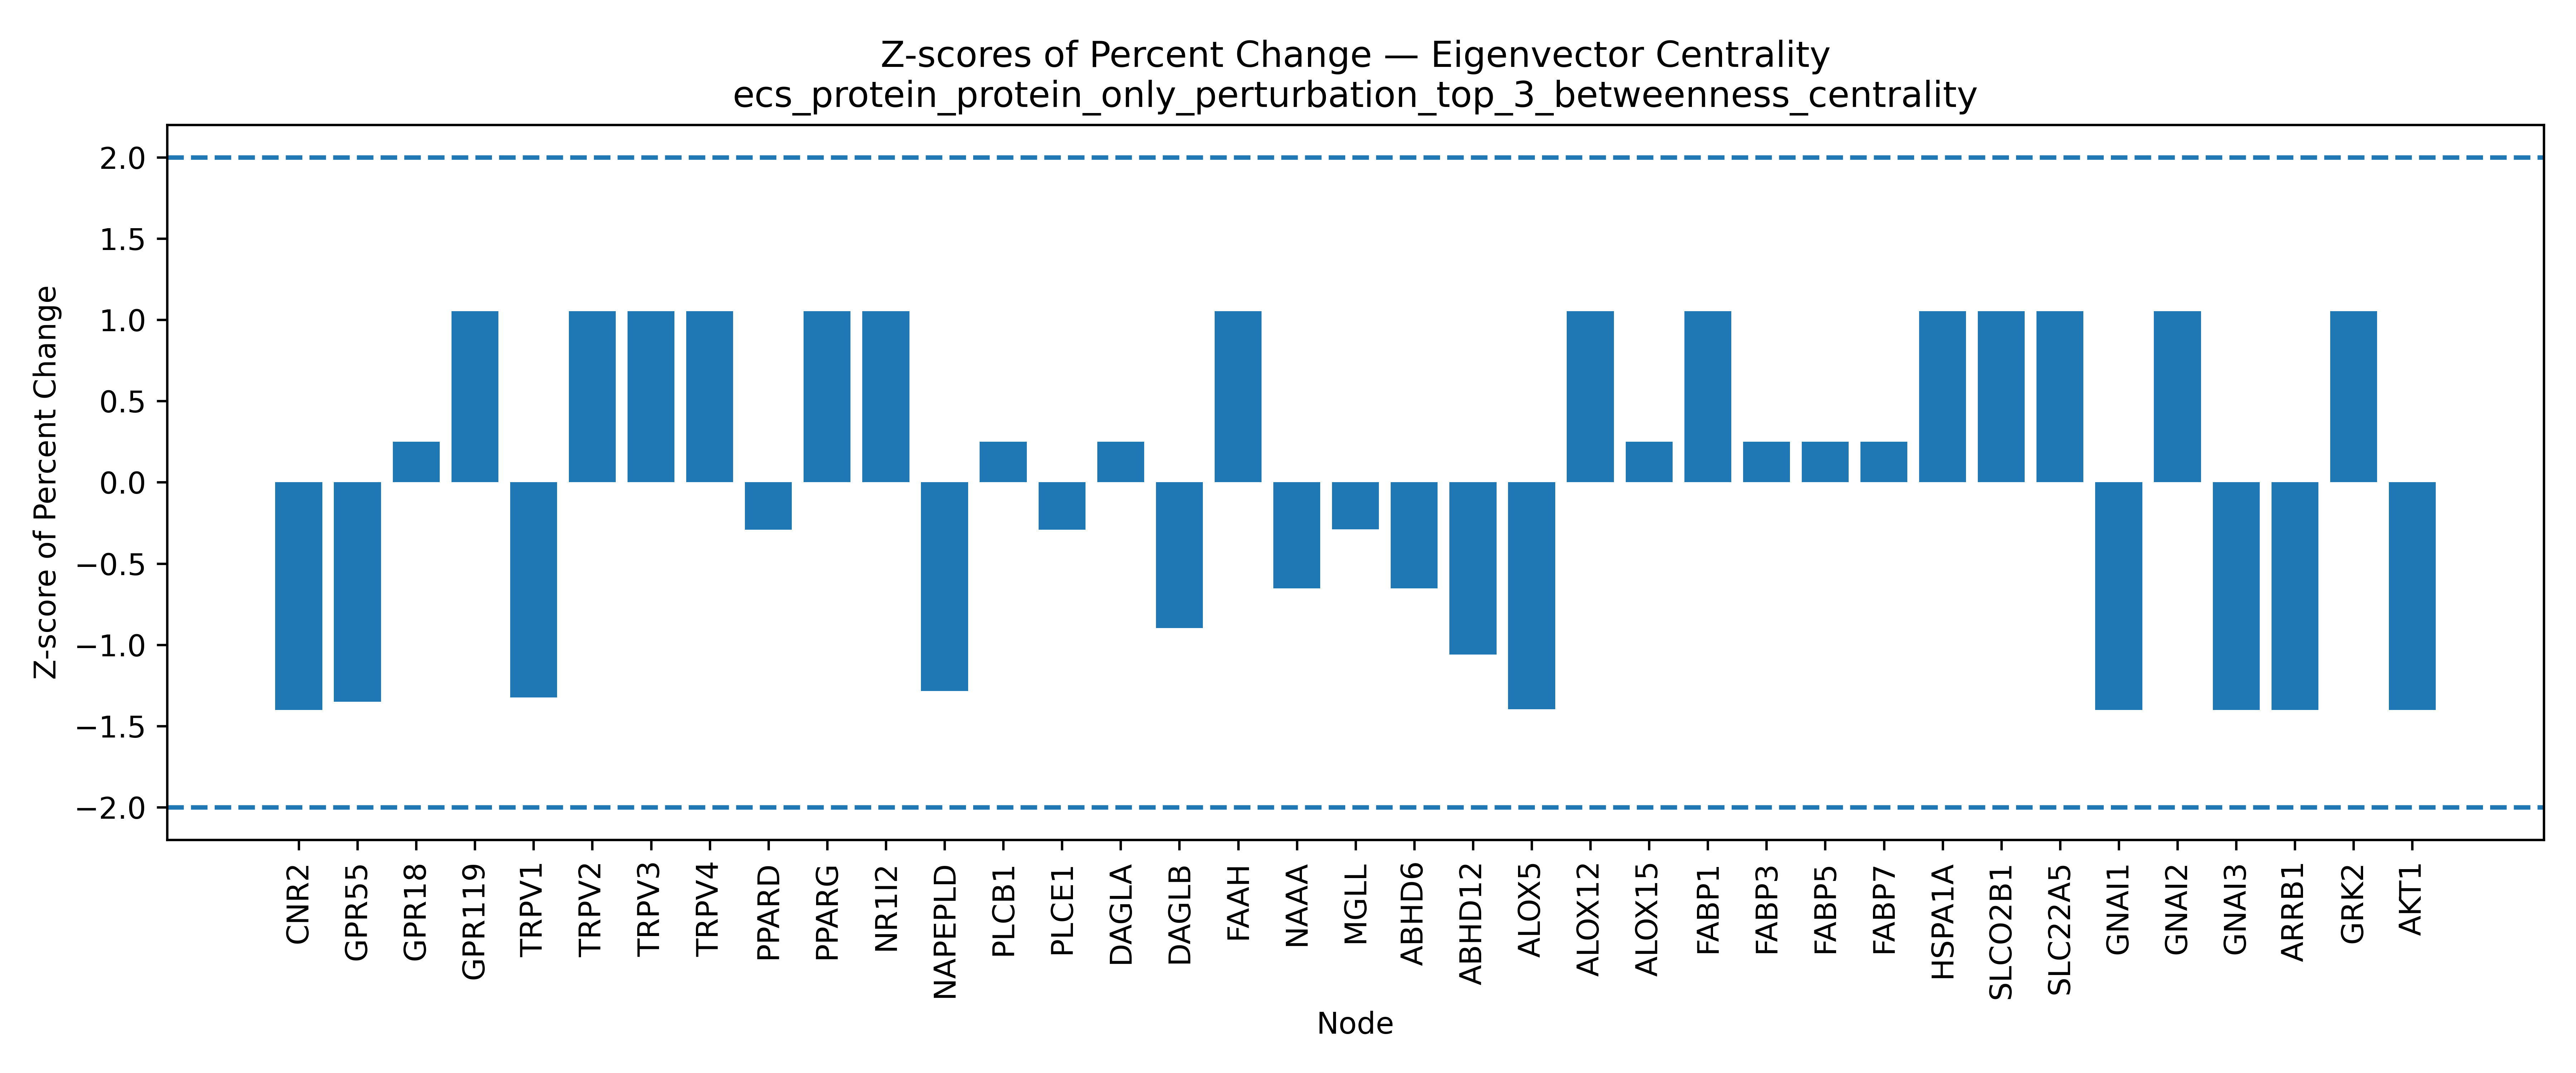 Z-scores of Percent Change — Eigenvector Centrality
ecs_protein_protein_only_perturbation_top_3_betweenness_centrality
Z-score of Percent Change
2.0
1.5
1.0
0.5
0.0
−0.5
−1.0
−1.5
−2.0
CNR2
GPR55
GPR18
GPR119
TRPV1
TRPV2
TRPV3
TRPV4
PPARD
PPARG
NR1I2
NAPEPLD
PLCB1
PLCE1
DAGLA
DAGLB
FAAH
NAAA
MGLL
ABHD6
ABHD12
ALOX5
ALOX12
ALOX15
FABP1
FABP3
FABP5
FABP7
HSPA1A
SLCO2B1
SLC22A5
GNAI1
GNAI2
GNAI3
ARRB1
GRK2
AKT1
Node